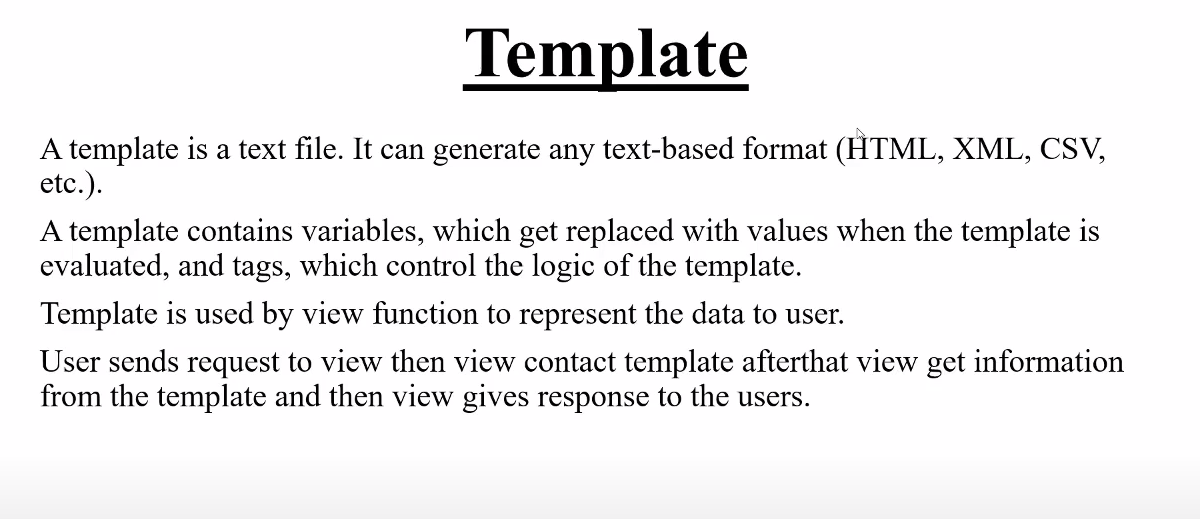 Template
A template is a text file. It can generate any text-based format (HTML, XML, CSV,
etc.).
A template contains variables, which get replaced with values when the template is
evaluated, and tags, which control the logic of the template.
Template is used by view function to represent the data to user.
User sends request to view then view contact template afterthat view get information
from the template and then view gives response to the users.